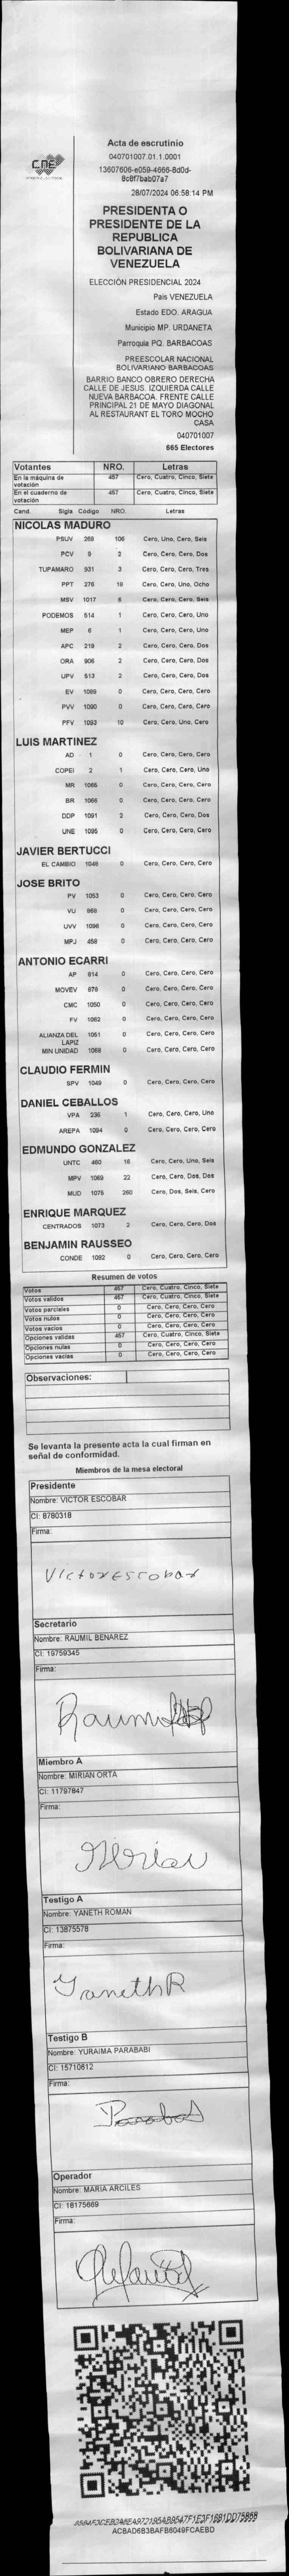 CNE
Acta de escrutinio
040701007.01.1.0001
13607606-e059-4666-8d0d-
8c8f7bab07a7
28/07/2024 06:58:14 PM
PRESIDENTA O
PRESIDENTE DE LA
REPUBLICA
BOLIVARIANA DE
VENEZUELA
ELECCIÓN PRESIDENCIAL 2024
Pais VENEZUELA
Estado EDO. ARAGUA
Municipio MP. URDANETA
Parroquia PQ. BARBACOAS
PREESCOLAR NACIONAL
BOLIVARIANO BARBACOAS
BARRIO BANCO OBRERO DERECHA
CALLE DE JESUS. IZQUIERDA CALLE
NUEVA BARBACOA. FRENTE CALLE
PRINCIPAL 21 DE MAYO DIAGONAL
AL RESTAURANT EL TORO MOCHO
CASA
040701007
665 Electores
Votantes NRO. Letras
En la máquina de votación 457 Cero, Cuatro, Cinco, Siete
En el cuaderno de votación 457 Cero, Cuatro, Cinco, Siete
Cand. Sigla Código NRO. Letras
NICOLAS MADURO
PSUV 268 106 Cero, Uno, Cero, Seis
PCV 9 2 Cero, Cero, Cero, Dos
TUPAMARO 931 3 Cero, Cero, Cero, Tres
PPT 276 18 Cero, Cero, Uno, Ocho
MSV 1017 6 Cero, Cero, Cero, Seis
PODEMOS 514 1 Cero, Cero, Cero, Uno
MEP 6 1 Cero, Cero, Cero, Uno
APC 219 2 Cero, Cero, Cero, Dos
ORA 906 2 Cero, Cero, Cero, Dos
UPV 513 2 Cero, Cero, Cero, Dos
EV 1089 0 Cero, Cero, Cero, Cero
PVV 1090 0 Cero, Cero, Cero, Cero
PFV 1093 10 Cero, Cero, Uno, Cero
LUIS MARTINEZ
AD 1 0 Cero, Cero, Cero, Cero
COPEI 2 1 Cero, Cero, Cero, Uno
MR 1065 0 Cero, Cero, Cero, Cero
BR 1066 0 Cero, Cero, Cero, Cero
DDP 1091 2 Cero, Cero, Cero, Dos
UNE 1095 0 Cero, Cero, Cero, Cero
JAVIER BERTUCCI
EL CAMBIO 1048 0 Cero, Cero, Cero, Cero
JOSE BRITO
PV 1053 0 Cero, Cero, Cero, Cero
VU 868 0 Cero, Cero, Cero, Cero
UVV 1098 0 Cero, Cero, Cero, Cero
MPJ 458 0 Cero, Cero, Cero, Cero
ANTONIO ECARRI
AP 614 0 Cero, Cero, Cero, Cero
MOVEV 878 0 Cero, Cero, Cero, Cero
CMC 1050 0 Cero, Cero, Cero, Cero
FV 1062 0 Cero, Cero, Cero, Cero
ALIANZA DEL LAPIZ 1051 0 Cero, Cero, Cero, Cero
MIN UNIDAD 1068 0 Cero, Cero, Cero, Cero
CLAUDIO FERMIN
SPV 1049 0 Cero, Cero, Cero, Cero
DANIEL CEBALLOS
VPA 236 1 Cero, Cero, Cero, Uno
AREPA 1094 0 Cero, Cero, Cero, Cero
EDMUNDO GONZALEZ
UNTC 460 16 Cero, Cero, Uno, Seis
MPV 1069 22 Cero, Cero, Dos, Dos
MUD 1075 260 Cero, Dos, Seis, Cero
ENRIQUE MARQUEZ
CENTRADOS 1073 2 Cero, Cero, Cero, Dos
BENJAMIN RAUSSEO
CONDE 1092 0 Cero, Cero, Cero, Cero
Resumen de votos
Votos 457 Cero, Cuatro, Cinco, Siete
Votos validos 457 Cero, Cuatro, Cinco, Siete
Votos parciales 0 Cero, Cero, Cero, Cero
Votos nulos 0 Cero, Cero, Cero, Cero
Votos vacios 0 Cero, Cero, Cero, Cero
Opciones validas 457 Cero, Cuatro, Cinco, Siete
Opciones nulas 0 Cero, Cero, Cero, Cero
Opciones vacias 0 Cero, Cero, Cero, Cero
Observaciones:
Se levanta la presente acta la cual firman en
señal de conformidad.
Miembros de la mesa electoral
Presidente
Nombre: VICTOR ESCOBAR
CI: 8760318
Firma:
Victor Escobar
Secretario
Nombre: RAUMIL BENAREZ
CI: 19759345
Firma:
Miembro A
Nombre: MIRIAN ORTA
CI: 11797847
Firma:
Mirian
Testigo A
Nombre: YANETH ROMAN
CI: 13875578
Firma:
Yaneth R
Testigo B
Nombre: YURAIMA PARABABI
CI: 15710612
Firma:
Operador
Nombre: MARIA ARCILES
CI: 18175669
Firma:
ACBAD6B3BAFB6049FCAEBD